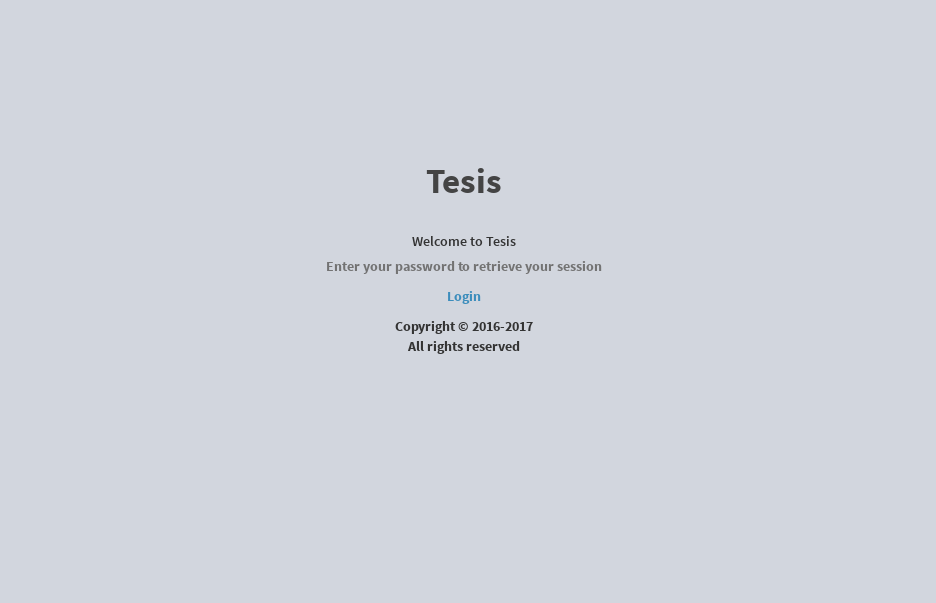 Tesis
Welcome to Tesis
Enter your password to retrieve your session
Login
Copyright © 2016-2017
All rights reserved